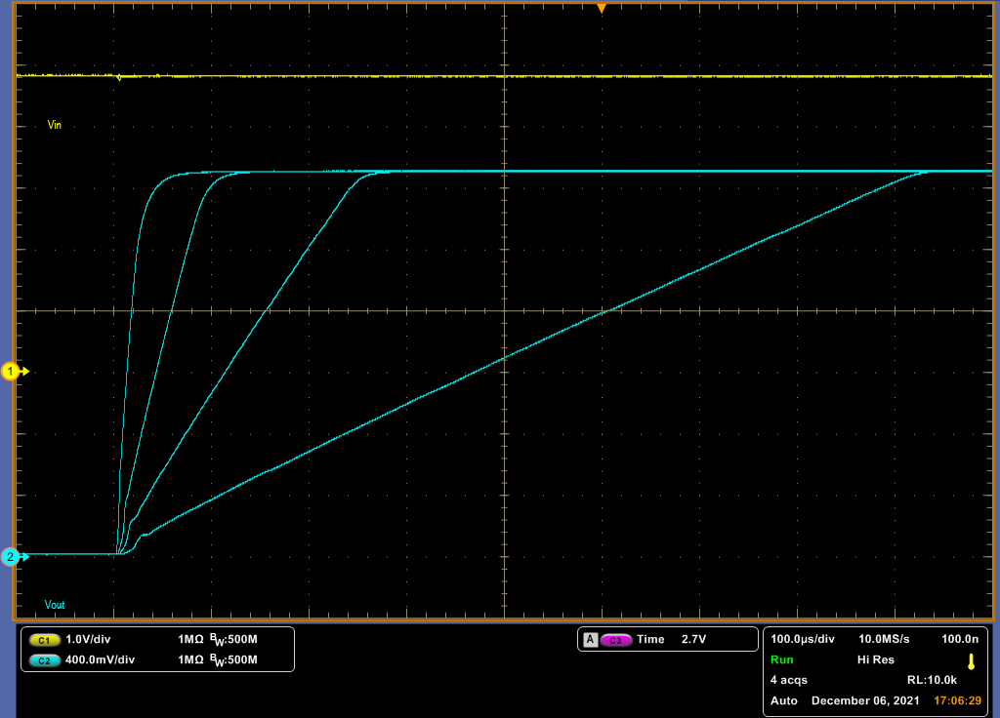 Vin
1
2
Vout
C1 1.0V/div 1MΩ BW:500M
C2 400.0mV/div 1MΩ BW:500M
A C3 Time 2.7V
100.0µs/div 10.0MS/s 100.0n
Run Hi Res
4 acqs RL:10.0k
Auto December 06, 2021 17:06:29